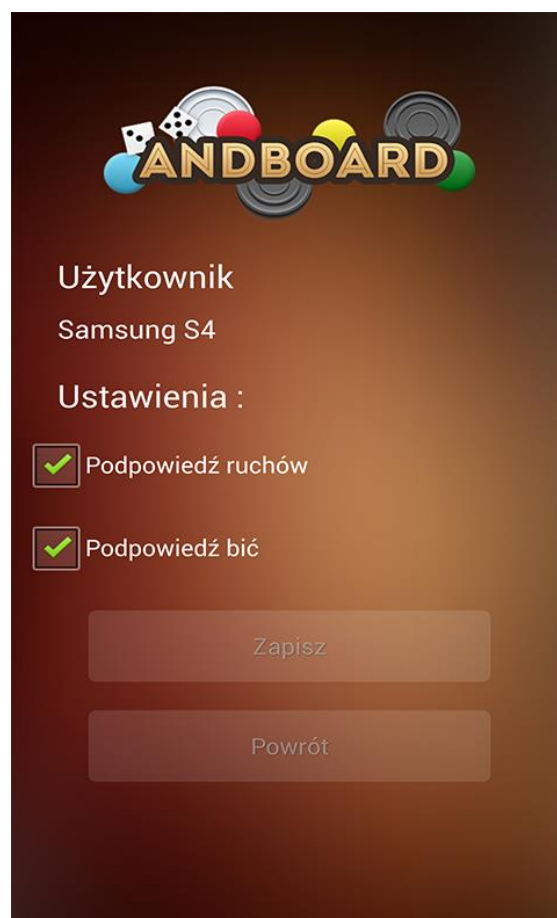 ANDBOARD
Użytkownik
Samsung S4
Ustawienia :
Podpowiedź ruchów
Podpowiedź bić
Zapisz
Powrót